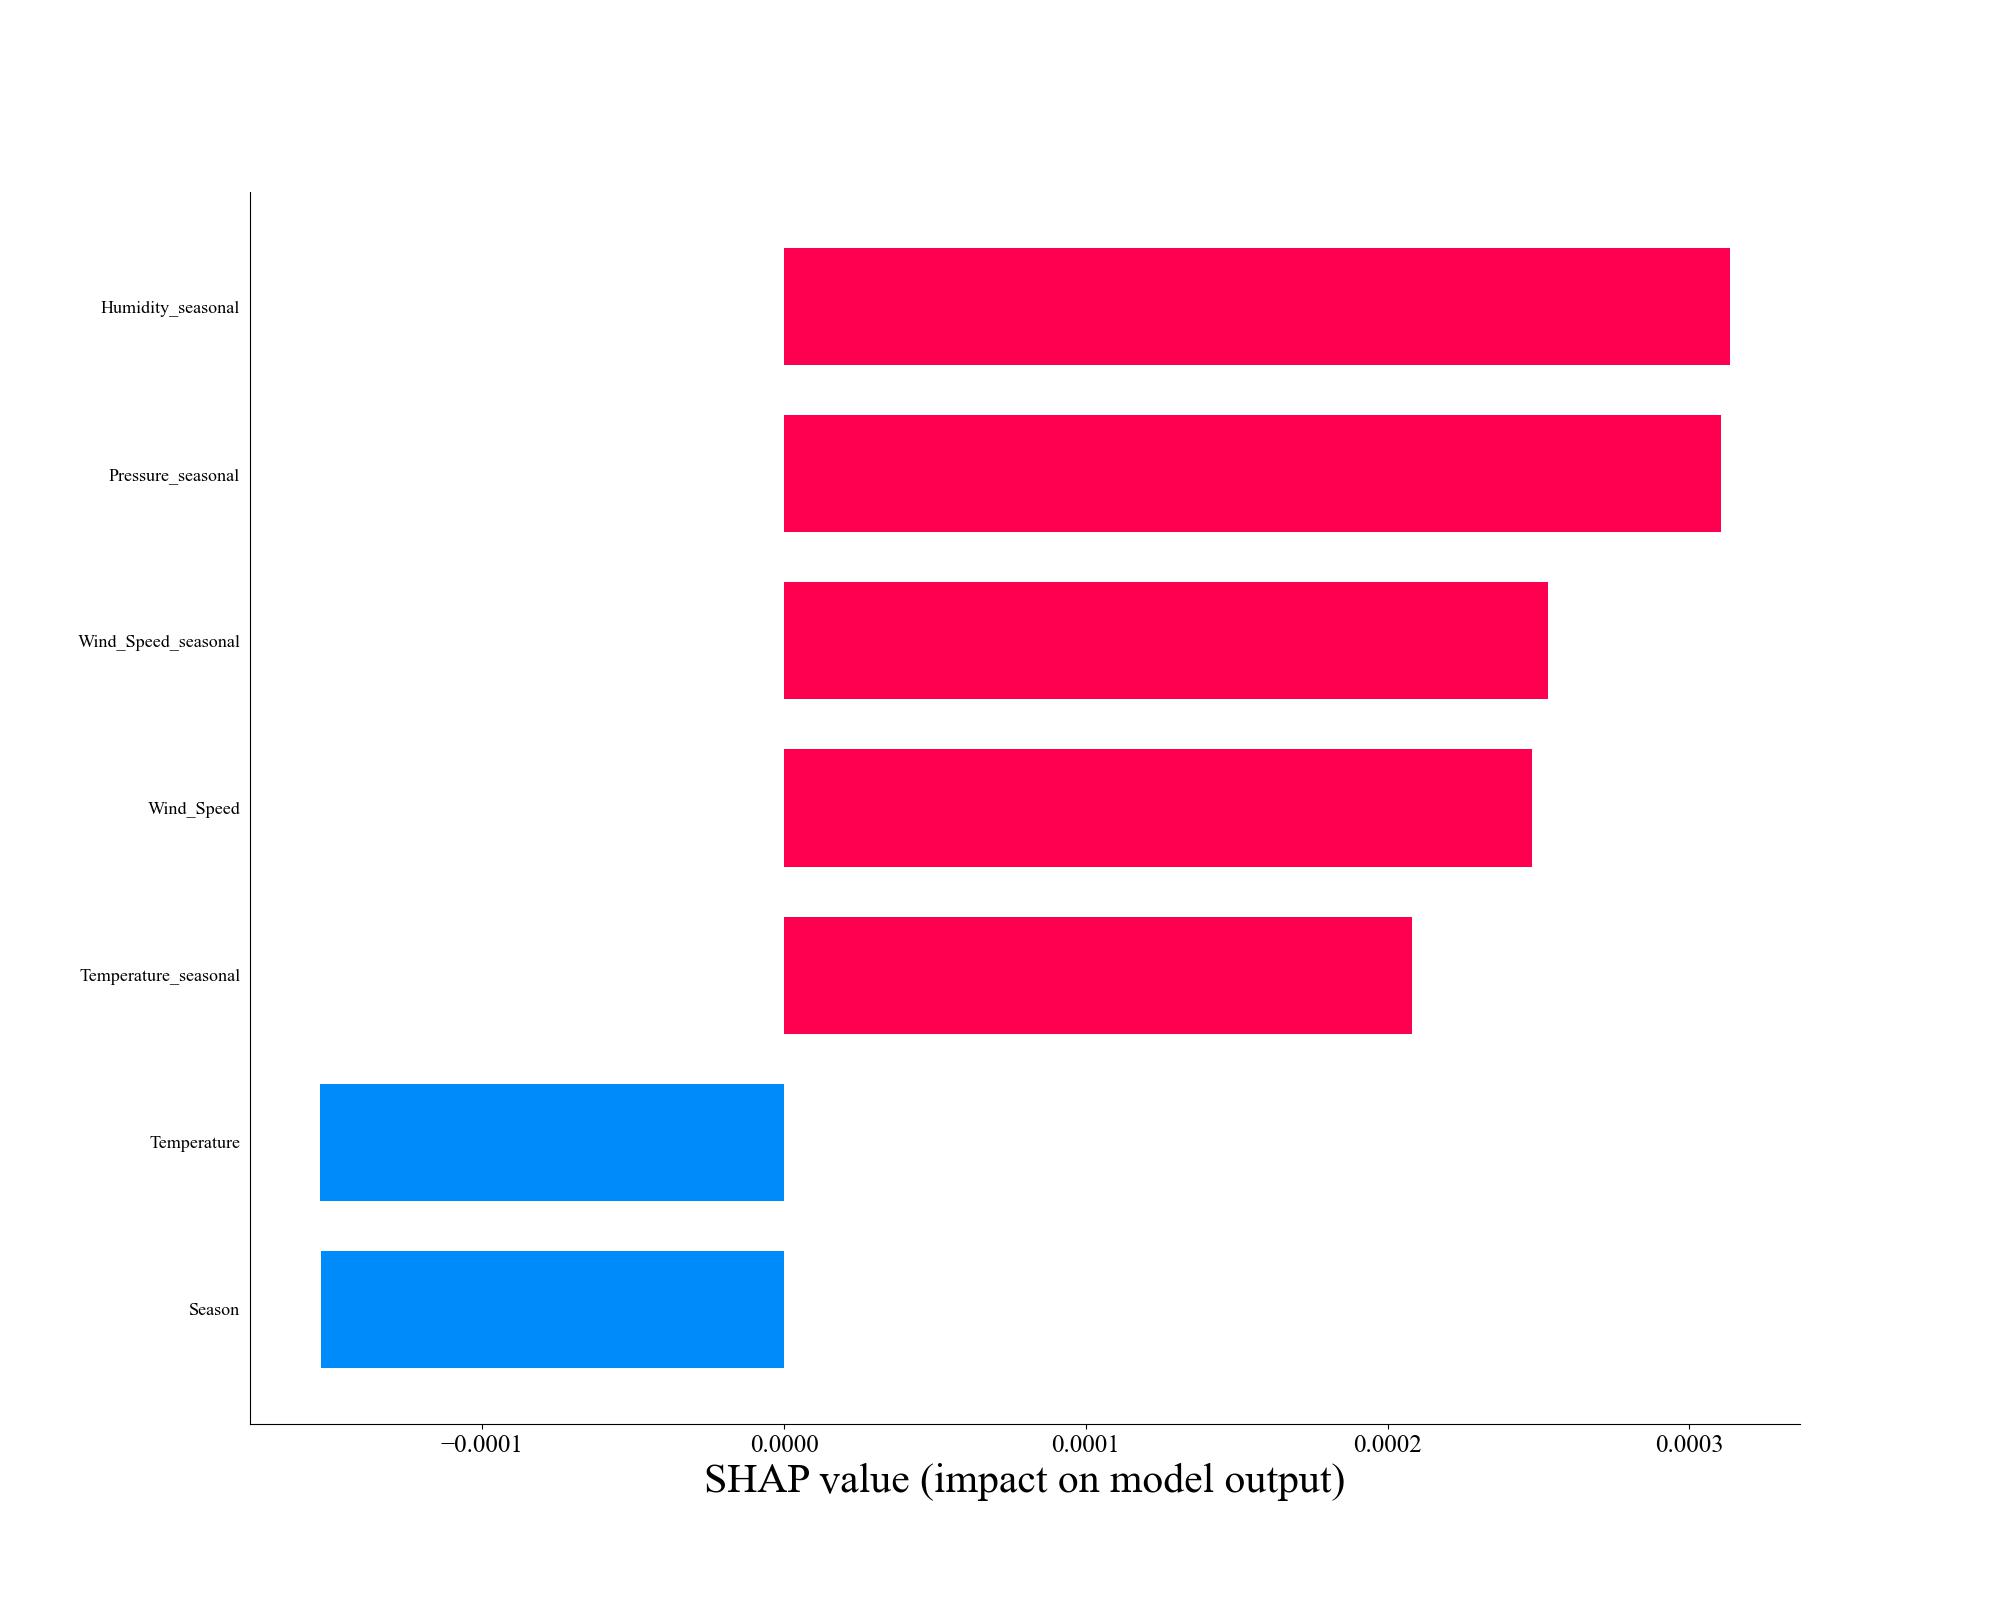 Humidity_seasonal
Pressure_seasonal
Wind_Speed_seasonal
Wind_Speed
Temperature_seasonal
Temperature
Season
−0.0001 0.0000 0.0001 0.0002 0.0003
SHAP value (impact on model output)